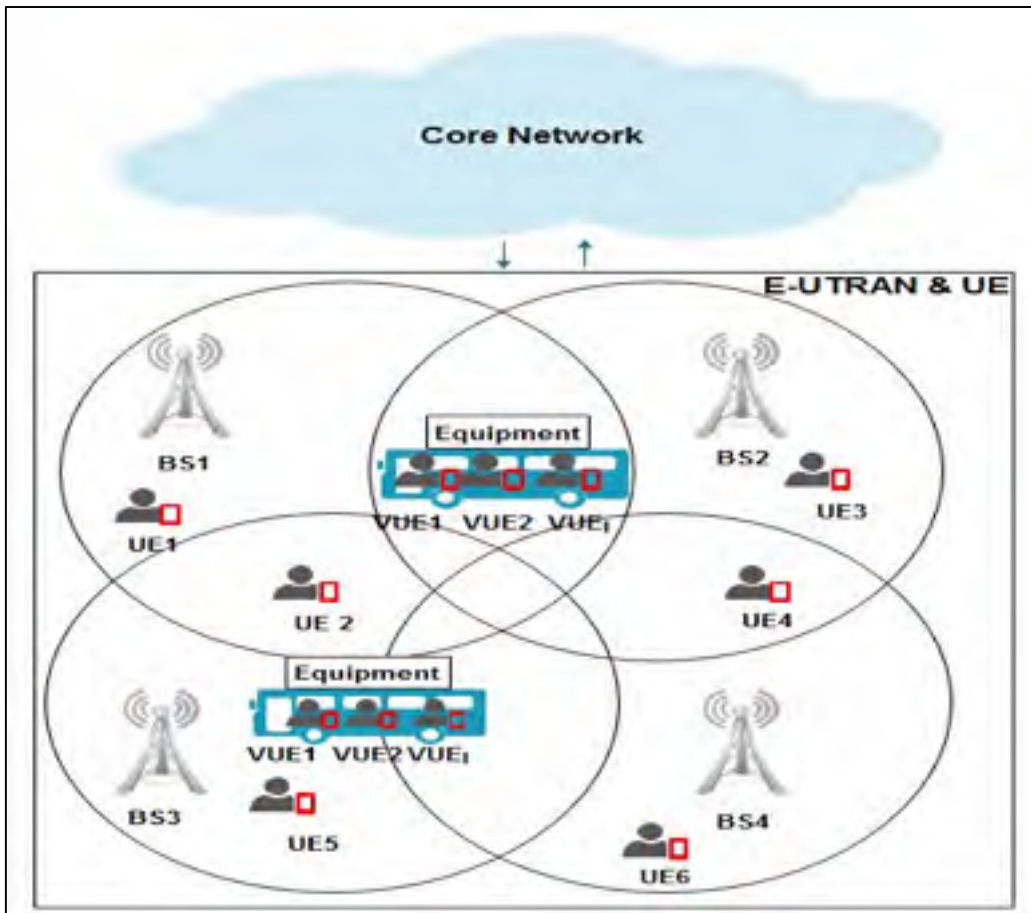 Core Network
E-UTRAN & UE
BS1
Equipment
BS2
VUE1 VUE2 VUEI
UE1
UE3
UE 2
UE4
Equipment
VUE1 VUE2 VUEI
BS3
BS4
UE5
UE6